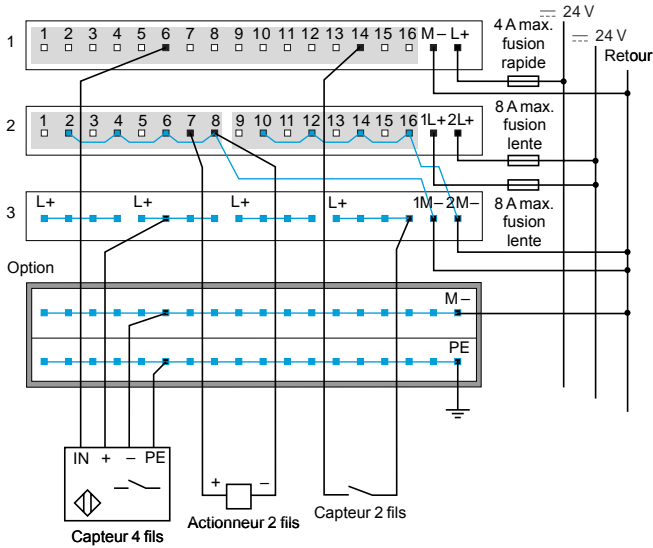 1 2 3 4 5 6 7 8 9 10 11 12 13 14 15 16 M– L+
1
4 A max.
fusion
rapide
24 V
24 V
Retour
1 2 3 4 5 6 7 8 9 10 11 12 13 14 15 16 1L+ 2L+
2
8 A max.
fusion
lente
L+ L+ L+ L+ 1M– 2M–
3
8 A max.
fusion
lente
Option
M –
PE
IN + – PE
+ –
Capteur 4 fils
Actionneur 2 fils
Capteur 2 fils